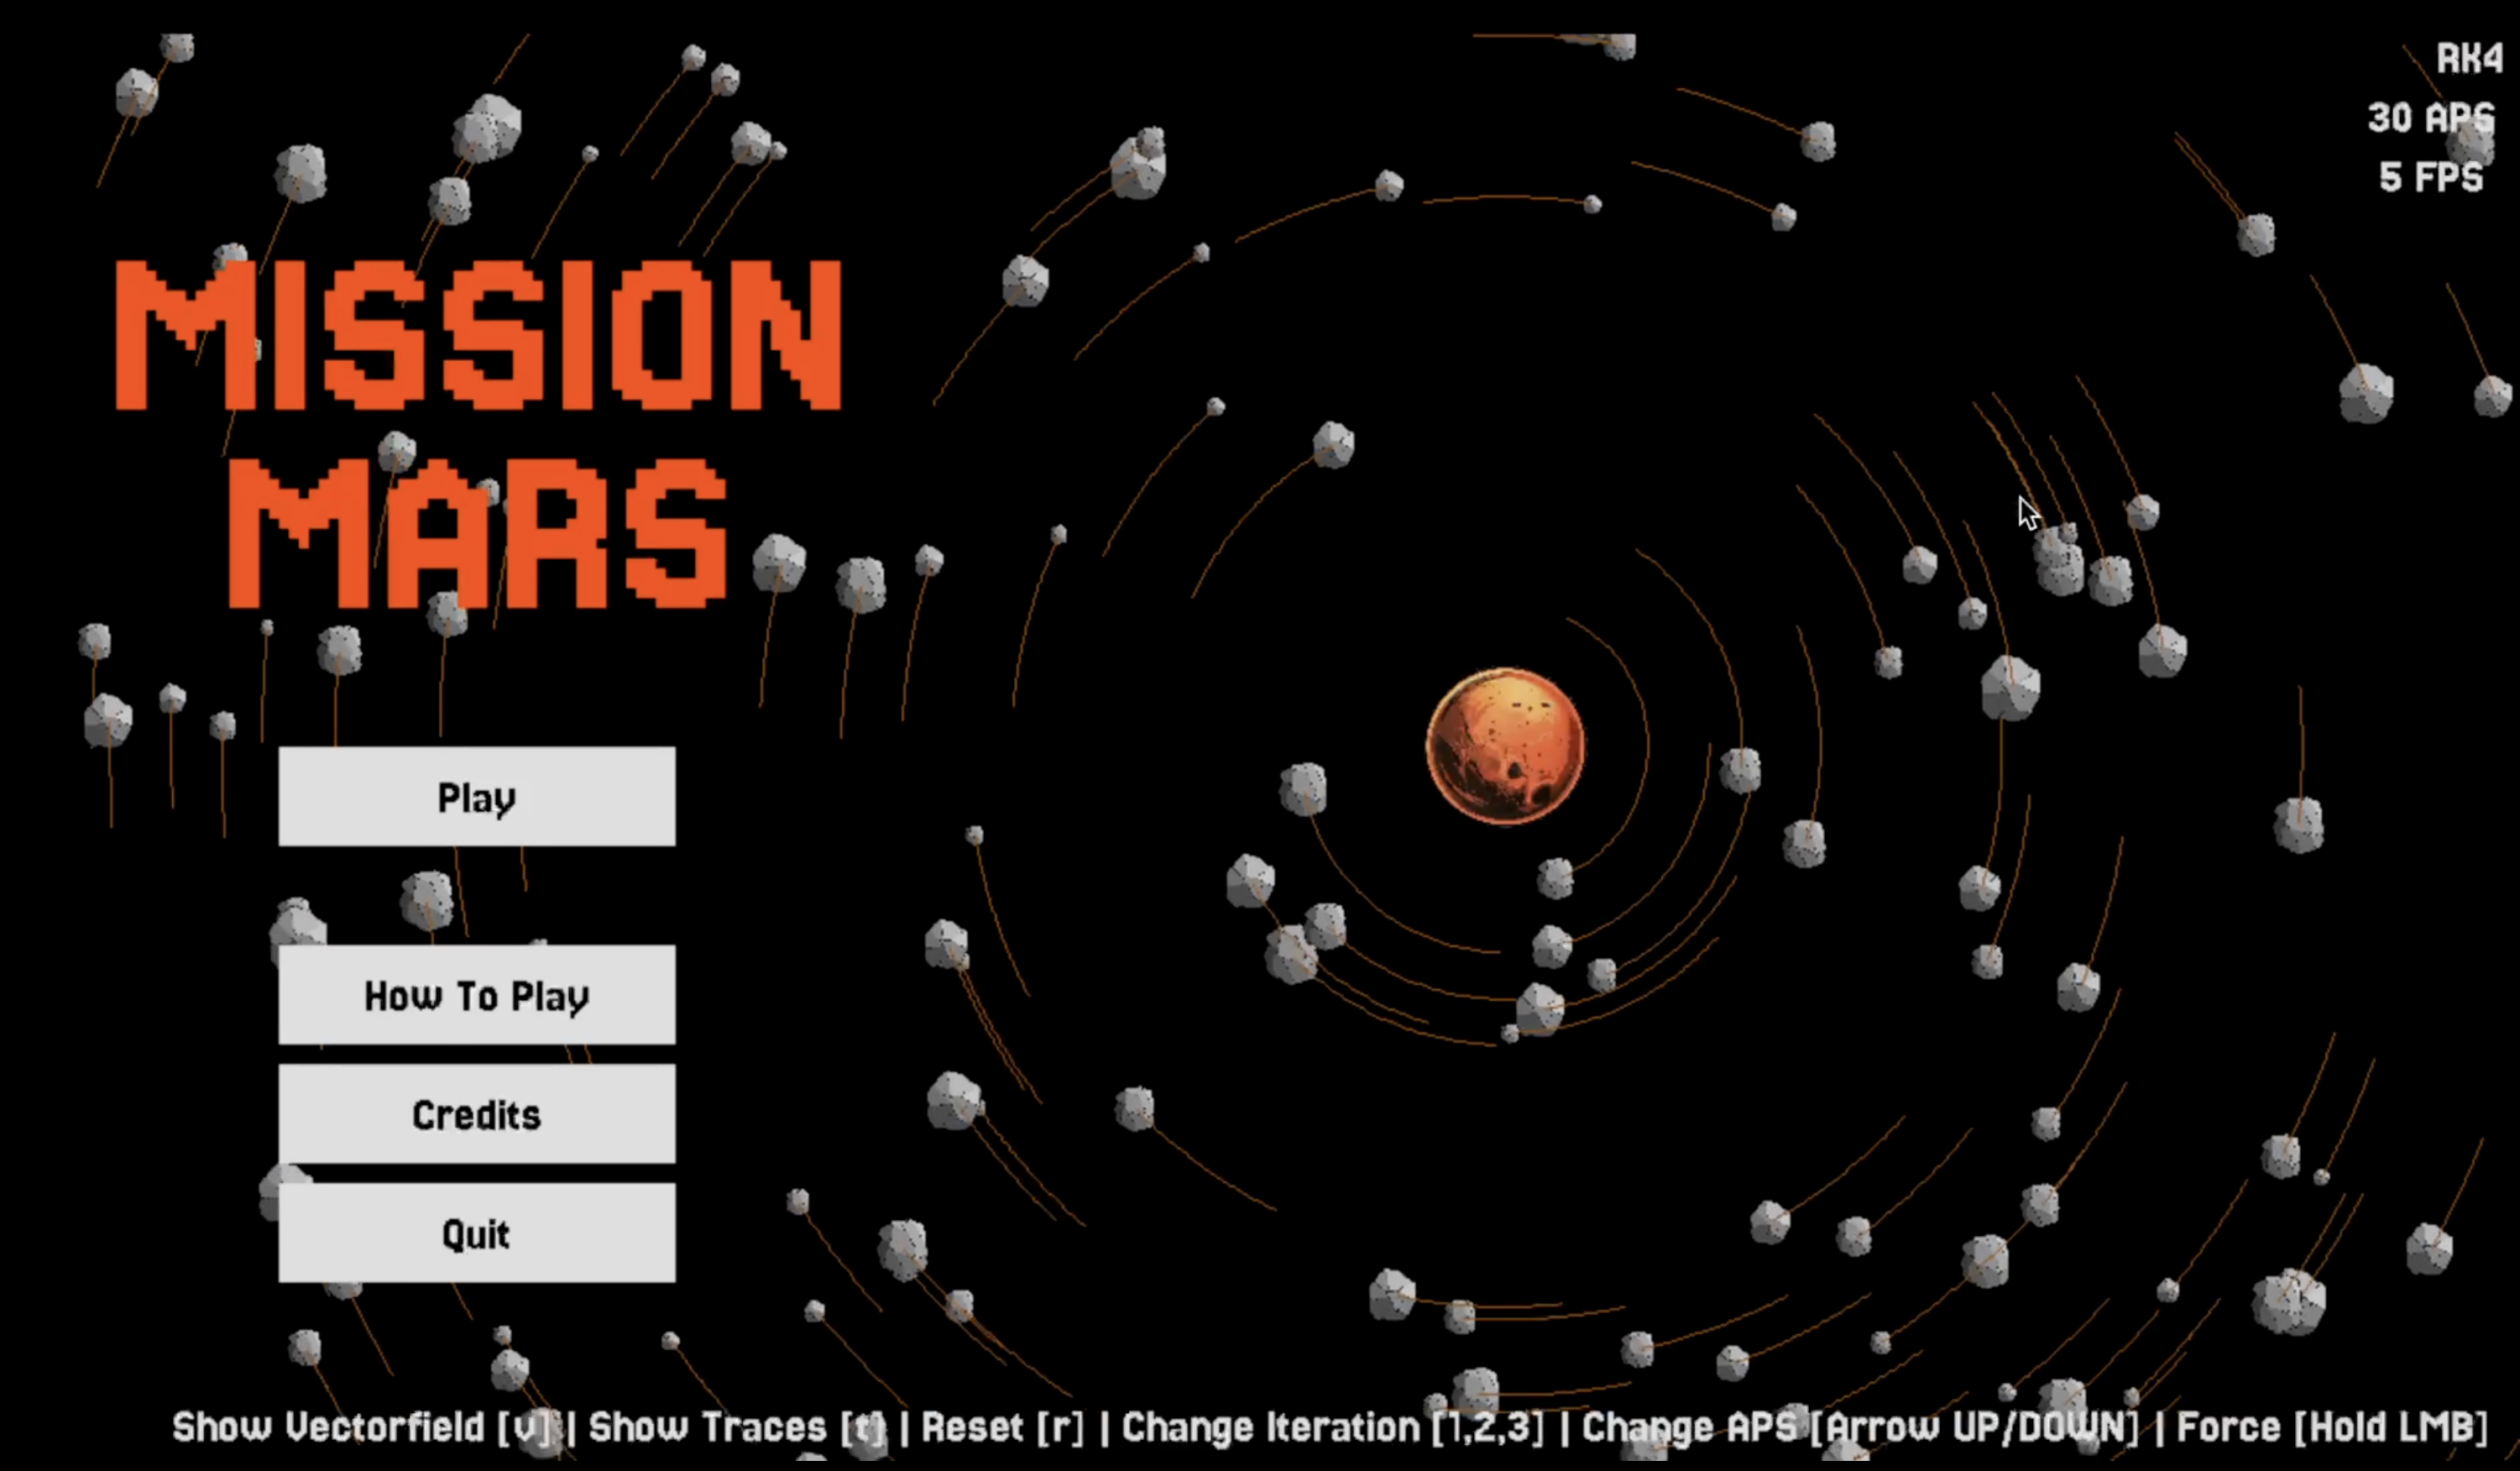 RK4
30 APS
5 FPS
MISSION
MARS
Play
How To Play
Credits
Quit
Show Vectorfield [v] | Show Traces [t] | Reset [r] | Change Iteration [1,2,3] | Change APS [Arrow UP/DOWN] | Force [Hold LMB]